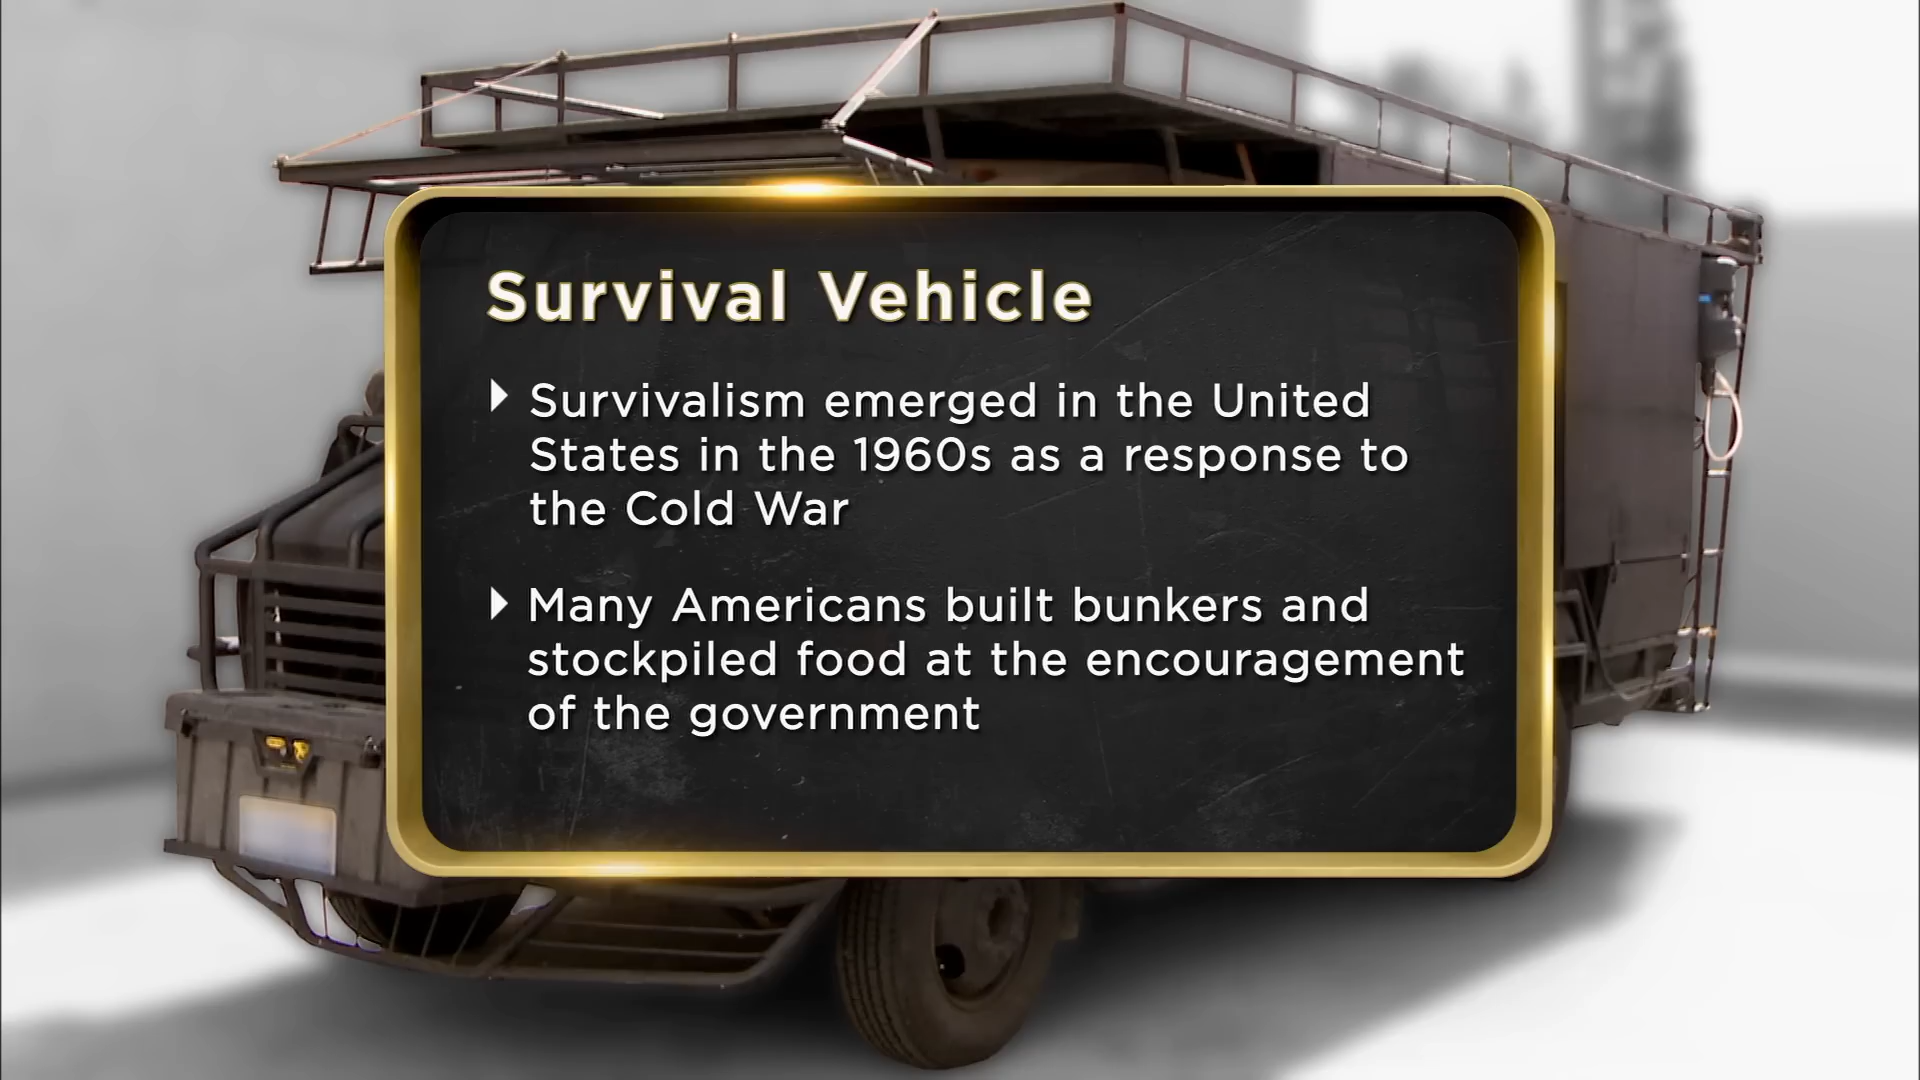 Survival Vehicle
Survivalism emerged in the United
States in the 1960s as a response to
the Cold War
Many Americans built bunkers and
stockpiled food at the encouragement
of the government